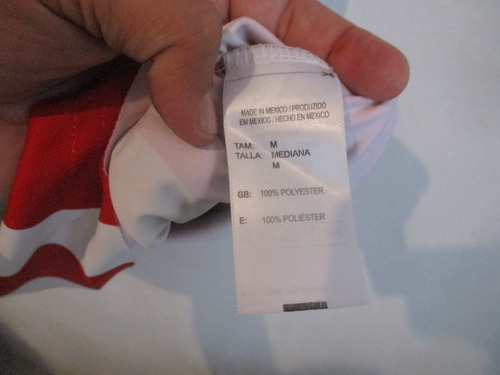 MADE IN MEXICO / PRODUZIDO
EM MEXICO / HECHO EN MEXICO
TAM: M
TALLA: MEDIANA
M
GB: 100% POLYESTER
E: 100% POLIÉSTER